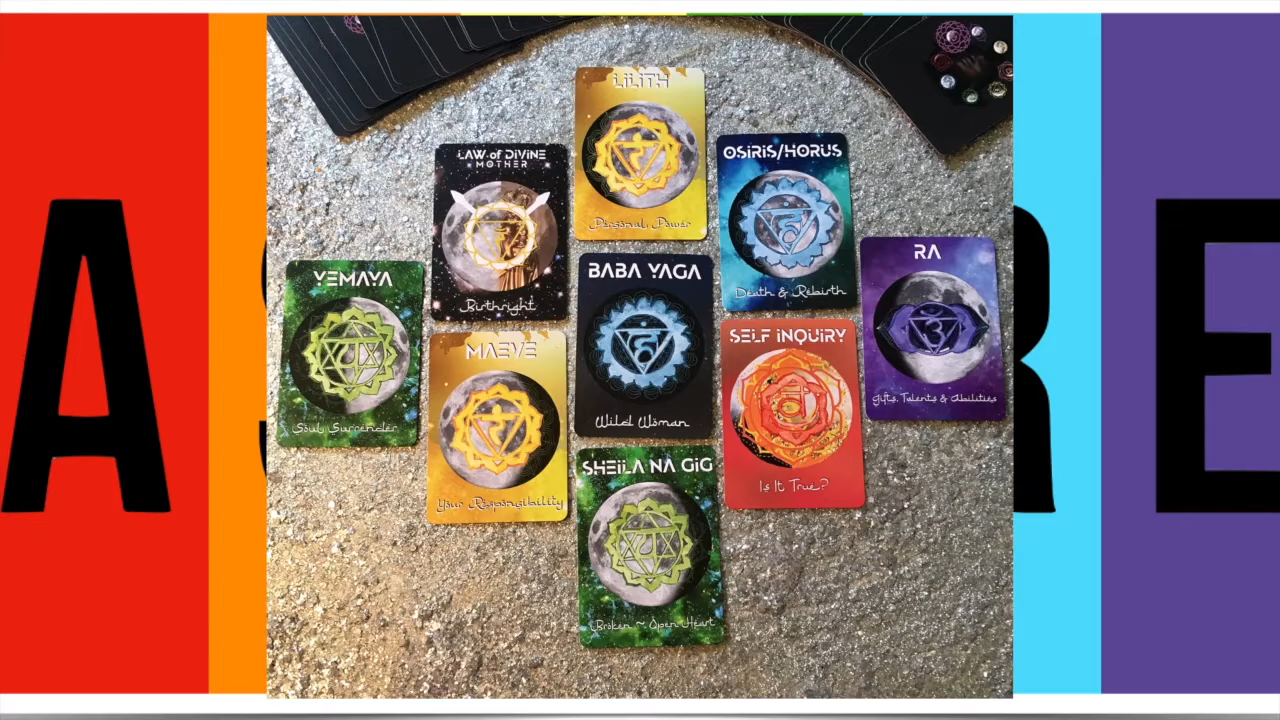 A
S
R
E
LILITH
Personal Power
LAW of DIVINE
MOTHER
Birthright
OSIRIS/HORUS
Death & Rebirth
YEMAYA
Soul Surrender
BABA YAGA
Wild Woman
RA
Gifts, Talents & Abilities
MAEVE
Your Responsibility
SELF INQUIRY
Is It True?
SHEILA NA GIG
Broken ~ Open Heart